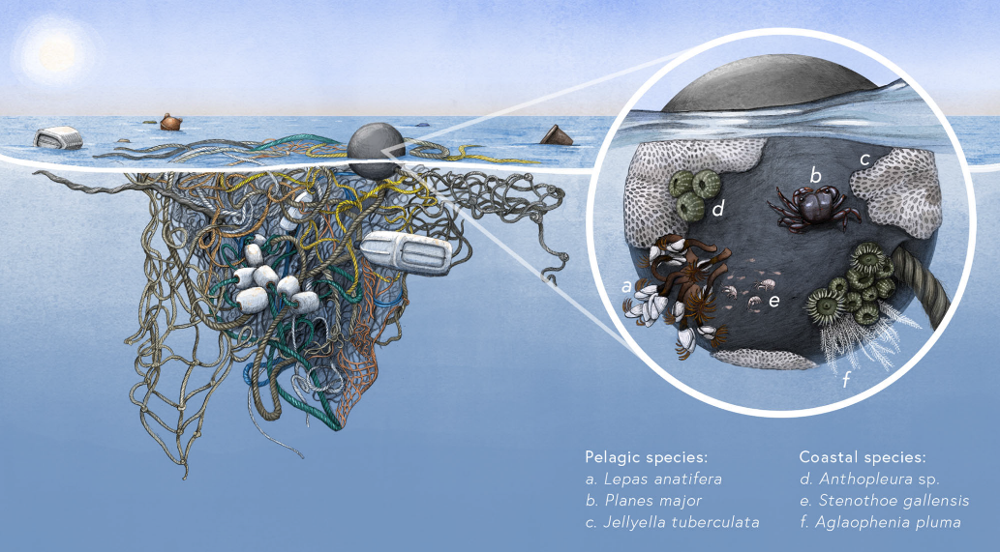 b
c
d
a
e
f
Pelagic species:
a. Lepas anatifera
b. Planes major
c. Jellyella tuberculata
Coastal species:
d. Anthopleura sp.
e. Stenothoe gallensis
f. Aglaophenia pluma